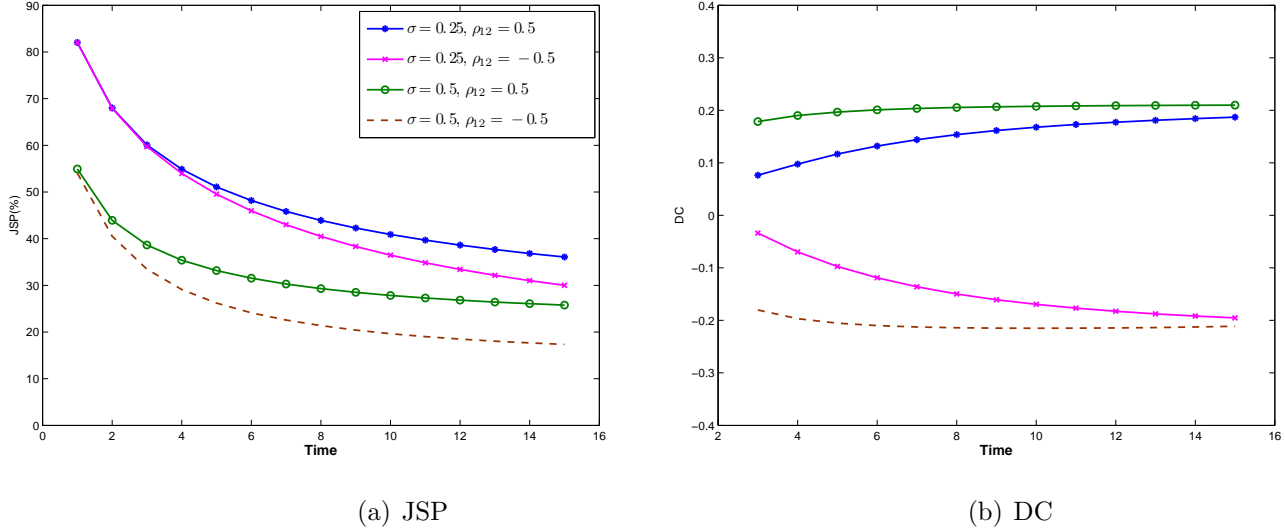 90
80
70
60
50
40
30
20
10
0
JSP(%)
0 2 4 6 8 10 12 14 16
Time
σ = 0.25, ρ₁₂ = 0.5
σ = 0.25, ρ₁₂ = −0.5
σ = 0.5, ρ₁₂ = 0.5
σ = 0.5, ρ₁₂ = −0.5
(a) JSP
0.4
0.3
0.2
0.1
0
−0.1
−0.2
−0.3
−0.4
DC
2 4 6 8 10 12 14 16
Time
(b) DC